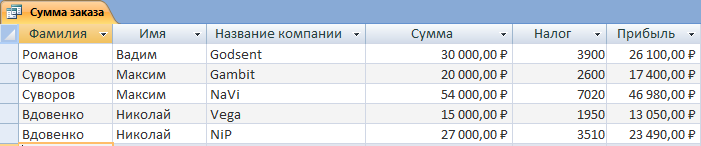 Сумма заказа
Фамилия Имя Название компании Сумма Налог Прибыль
Романов Вадим Godsent 30 000,00 ₽ 3900 26 100,00 ₽
Суворов Максим Gambit 20 000,00 ₽ 2600 17 400,00 ₽
Суворов Максим NaVi 54 000,00 ₽ 7020 46 980,00 ₽
Вдовенко Николай Vega 15 000,00 ₽ 1950 13 050,00 ₽
Вдовенко Николай NiP 27 000,00 ₽ 3510 23 490,00 ₽